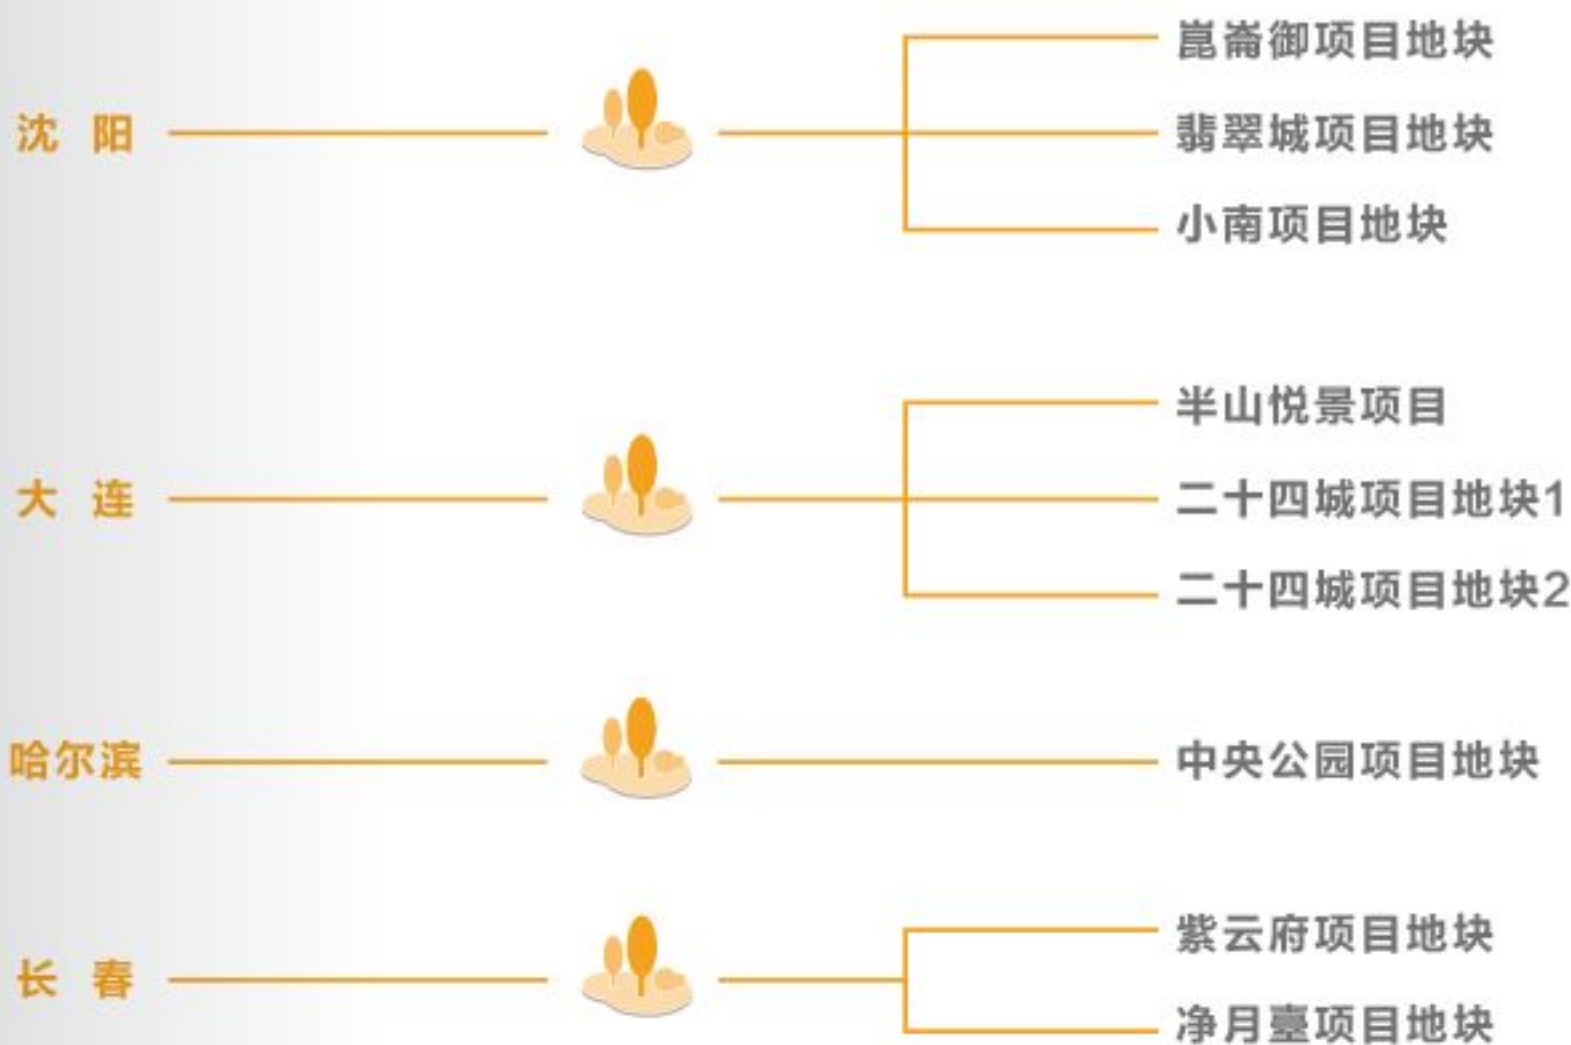 沈 阳
崑崙御项目地块
翡翠城项目地块
小南项目地块
大 连
半山悦景项目
二十四城项目地块1
二十四城项目地块2
哈尔滨
中央公园项目地块
长 春
紫云府项目地块
净月臺项目地块